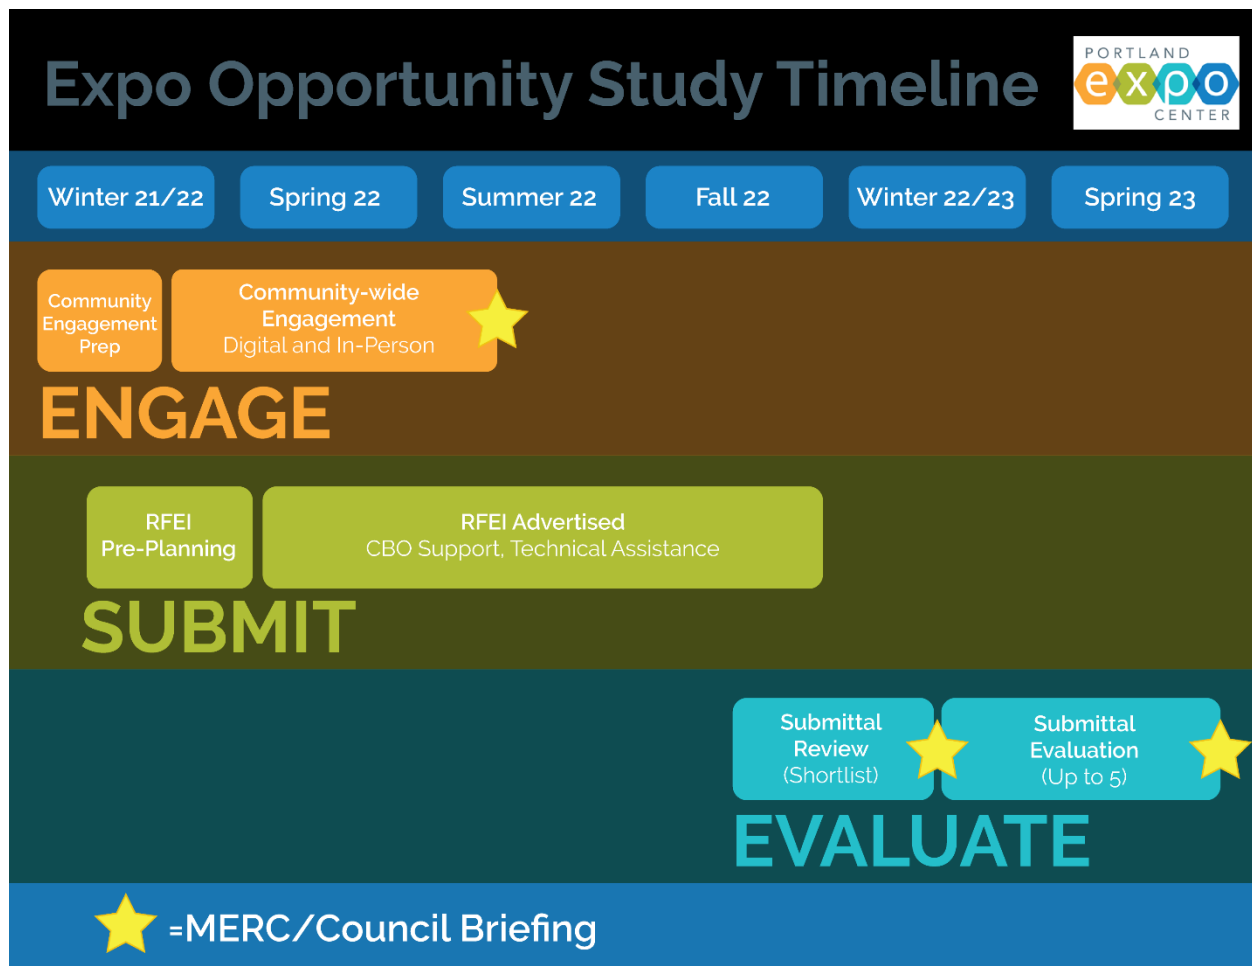 Expo Opportunity Study Timeline
PORTLAND
expo
CENTER
Winter 21/22
Spring 22
Summer 22
Fall 22
Winter 22/23
Spring 23
Community
Engagement
Prep
Community-wide
Engagement
Digital and In-Person
ENGAGE
RFEI
Pre-Planning
RFEI Advertised
CBO Support, Technical Assistance
SUBMIT
Submittal
Review
(Shortlist)
Submittal
Evaluation
(Up to 5)
EVALUATE
=MERC/Council Briefing